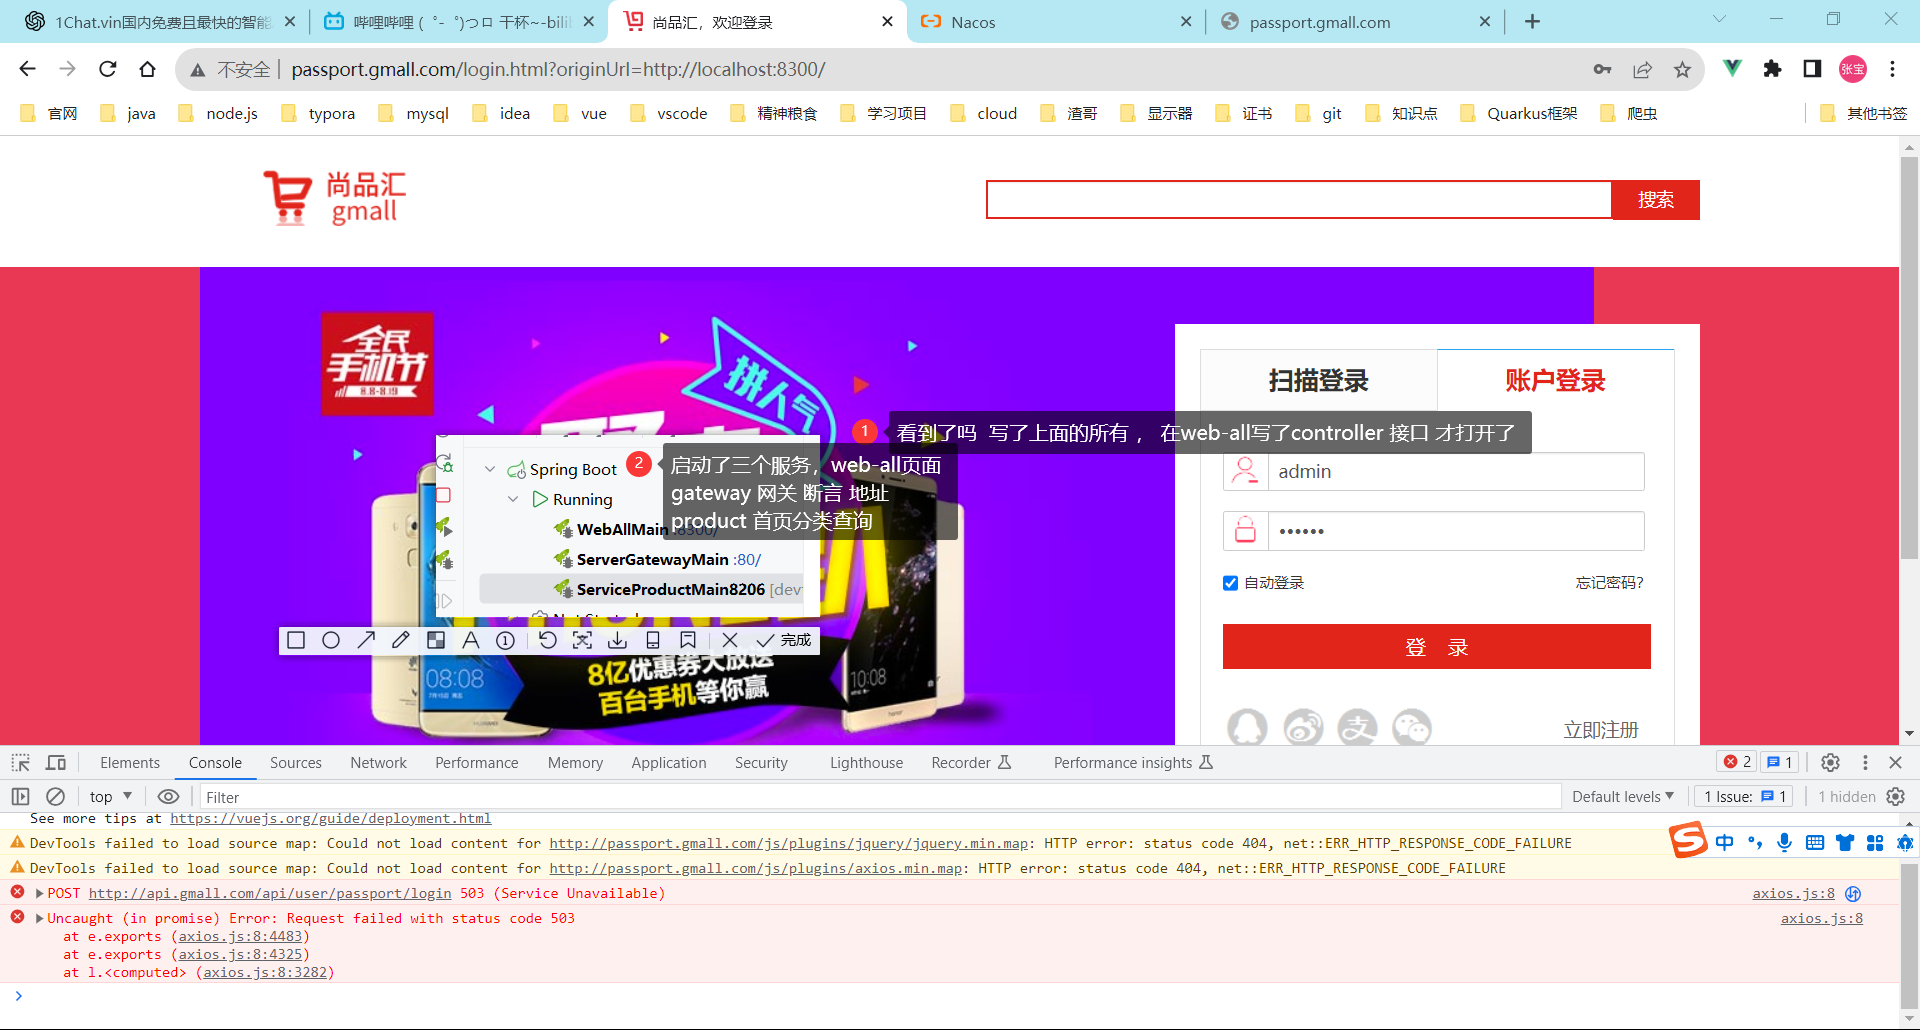 1Chat.vin国内免费且最快的智能
哔哩哔哩 (゜-゜)つロ 干杯~-bili
尚品汇，欢迎登录
Nacos
passport.gmall.com
不安全
passport.gmall.com/login.html?originUrl=http://localhost:8300/
张宝
官网
java
node.js
typora
mysql
idea
vue
vscode
精神粮食
学习项目
cloud
渣哥
显示器
证书
git
知识点
Quarkus框架
爬虫
其他书签
尚品汇
gmall
搜索
全民
手机节
8.8-8.19
拼人气
扫描登录
账户登录
1
看到了吗 写了上面的所有， 在web-all写了controller 接口 才打开了
Spring Boot
2
启动了三个服务，web-all页面
gateway 网关 断言 地址
product 首页分类查询
Running
WebAllMain :8300/
ServerGatewayMain :80/
ServiceProductMain8206 [dev
admin
••••••
自动登录
忘记密码?
登 录
完成
8亿优惠券大放送
百台手机等你赢
08:08
10:08
honor
立即注册
Elements
Console
Sources
Network
Performance
Memory
Application
Security
Lighthouse
Recorder
Performance insights
2
1
top
Filter
Default levels
1 Issue:
1
1 hidden
See more tips at https://vuejs.org/guide/deployment.html
DevTools failed to load source map: Could not load content for http://passport.gmall.com/js/plugins/jquery/jquery.min.map: HTTP error: status code 404, net::ERR_HTTP_RESPONSE_CODE_FAILURE
DevTools failed to load source map: Could not load content for http://passport.gmall.com/js/plugins/axios.min.map: HTTP error: status code 404, net::ERR_HTTP_RESPONSE_CODE_FAILURE
中
POST http://api.gmall.com/api/user/passport/login 503 (Service Unavailable)
axios.js:8
Uncaught (in promise) Error: Request failed with status code 503
axios.js:8
at e.exports (axios.js:8:4483)
at e.exports (axios.js:8:4325)
at l.<computed> (axios.js:8:3282)